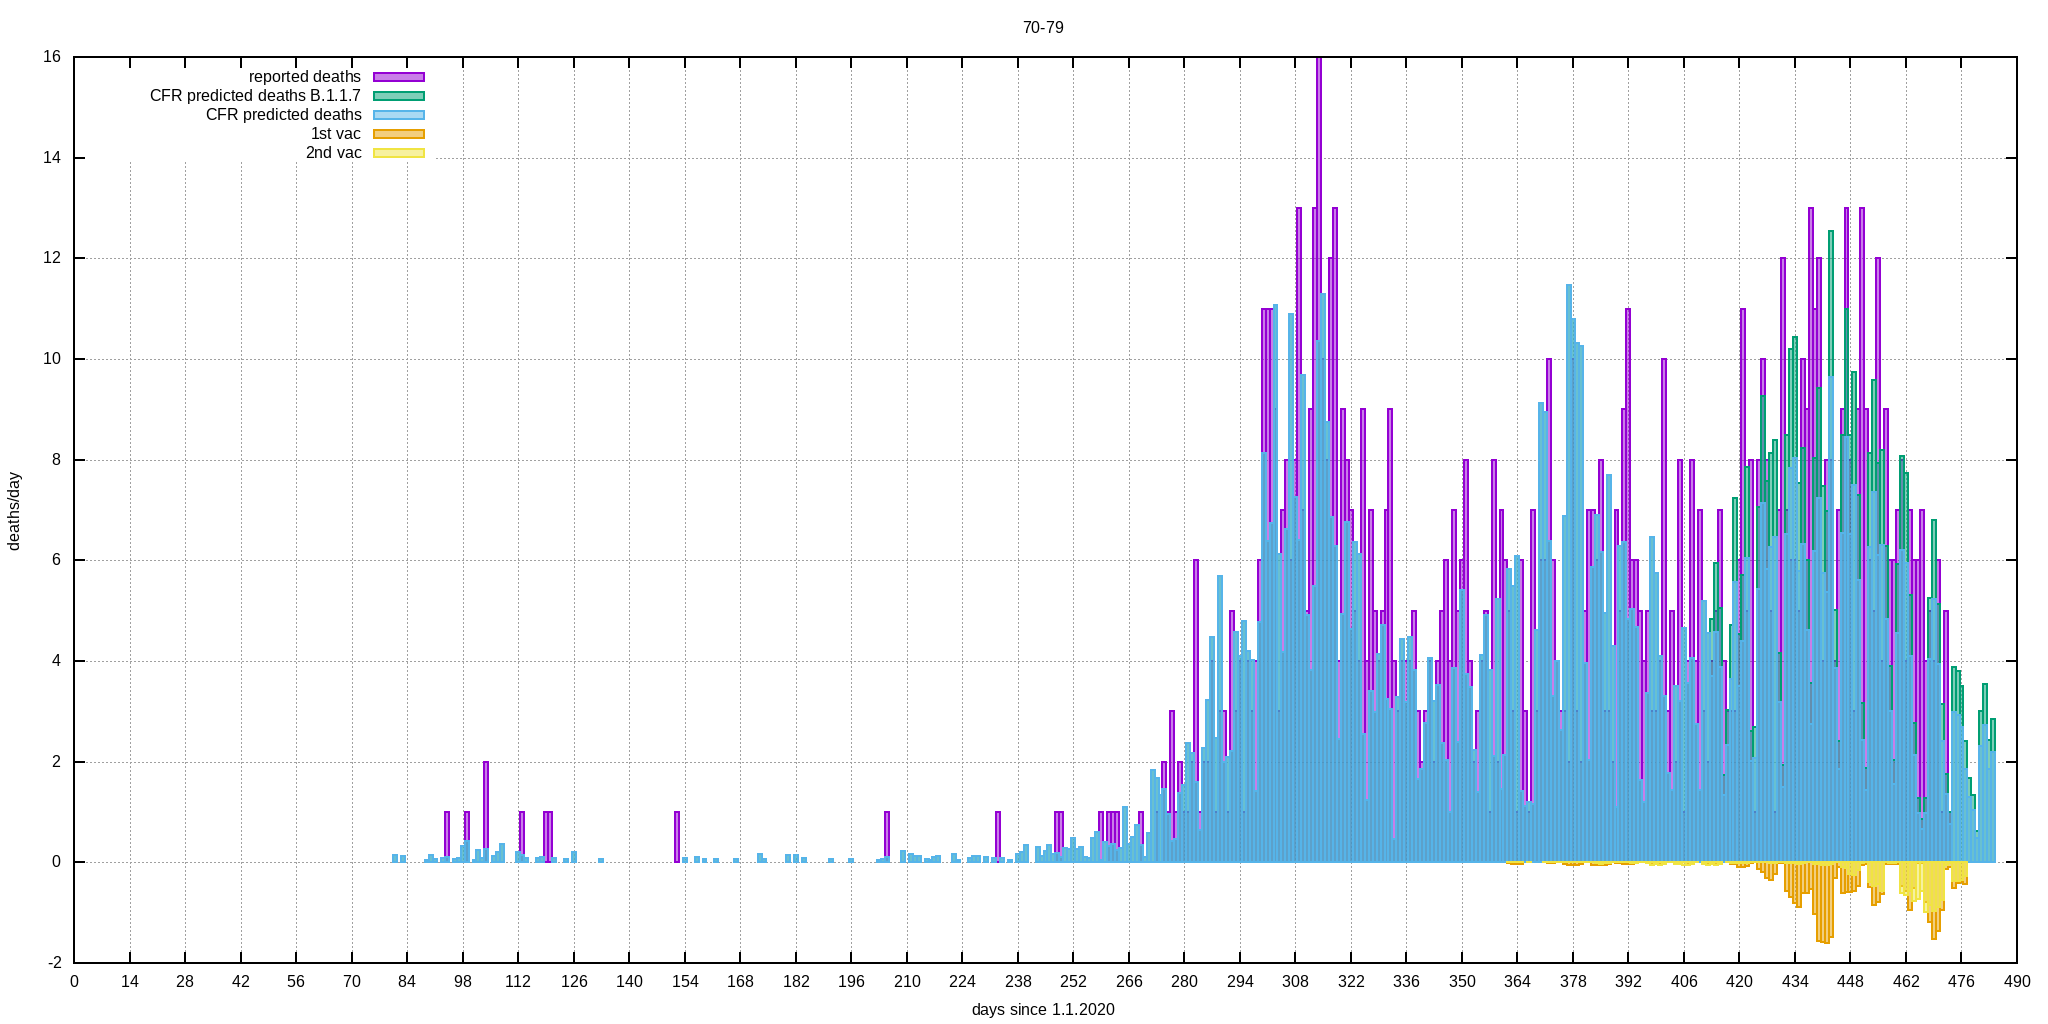 70-79
reported deaths
CFR predicted deaths B.1.1.7
CFR predicted deaths
1st vac
2nd vac
16
14
12
10
8
6
4
2
0
-2
deaths/day
0 14 28 42 56 70 84 98 112 126 140 154 168 182 196 210 224 238 252 266 280 294 308 322 336 350 364 378 392 406 420 434 448 462 476 490
days since 1.1.2020